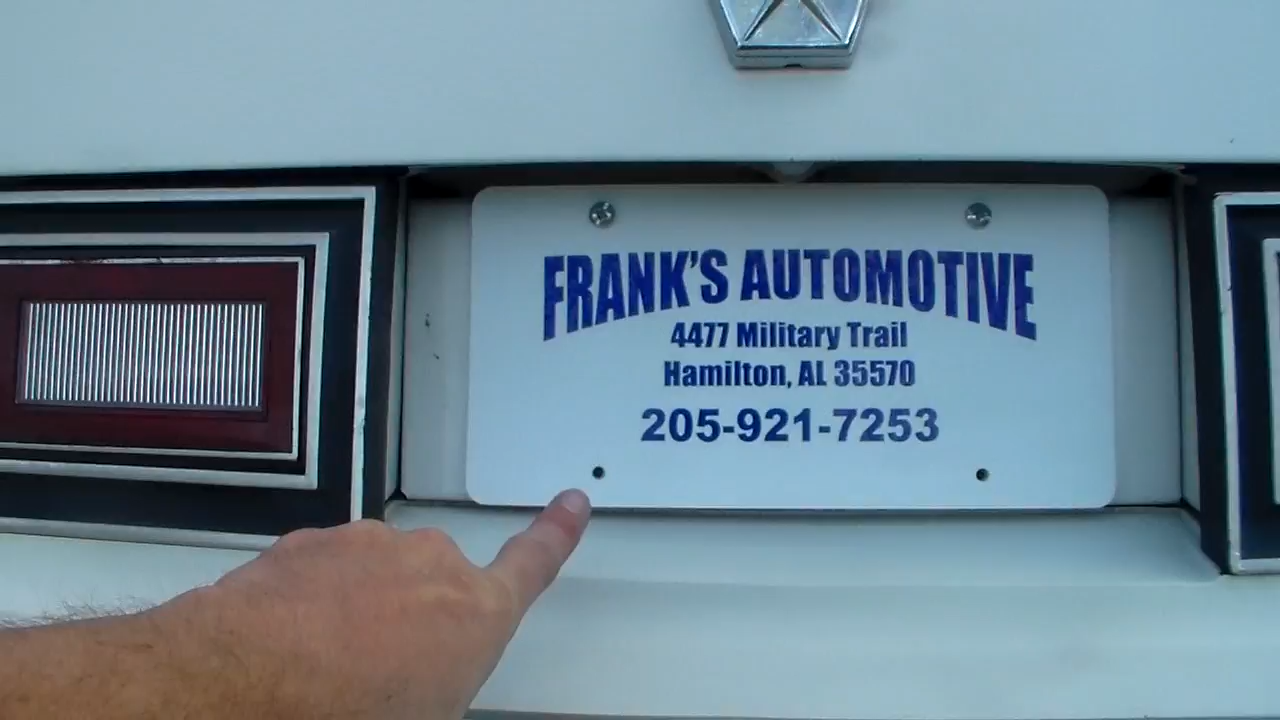 FRANK'S AUTOMOTIVE
4477 Military Trail
Hamilton, AL 35570
205-921-7253